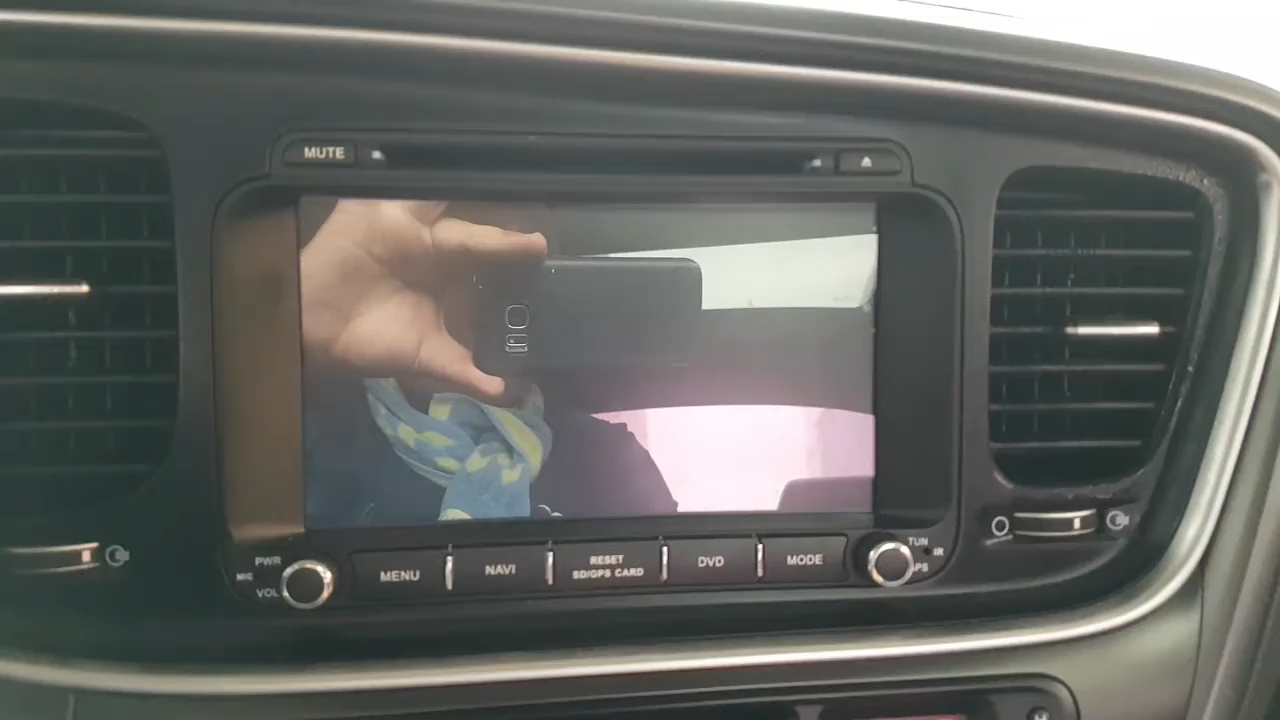 MUTE
PWR
MIC
VOL
MENU
NAVI
RESET
SD/GPS CARD
DVD
MODE
TUN
IR
GPS